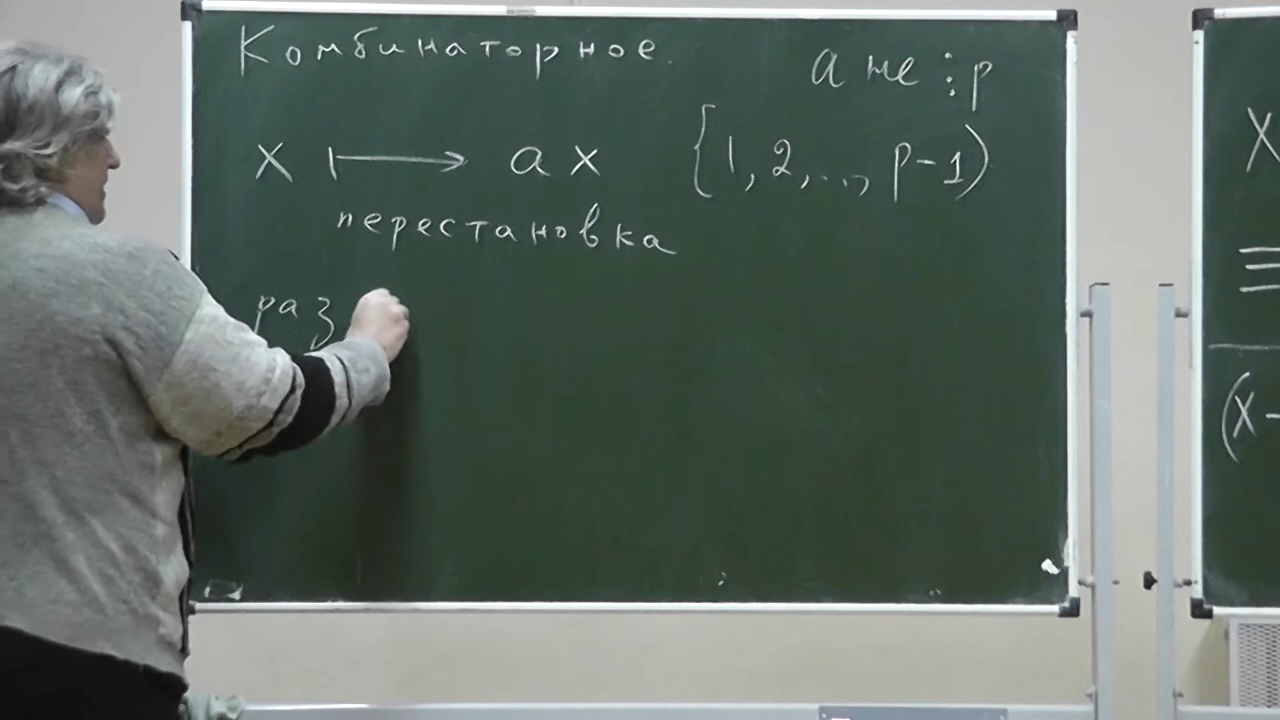 Комбинаторное.
a не ⋮ p
x ⟼ ax {1, 2, ..., p-1}
перестановка
раз
X
≡
(x-